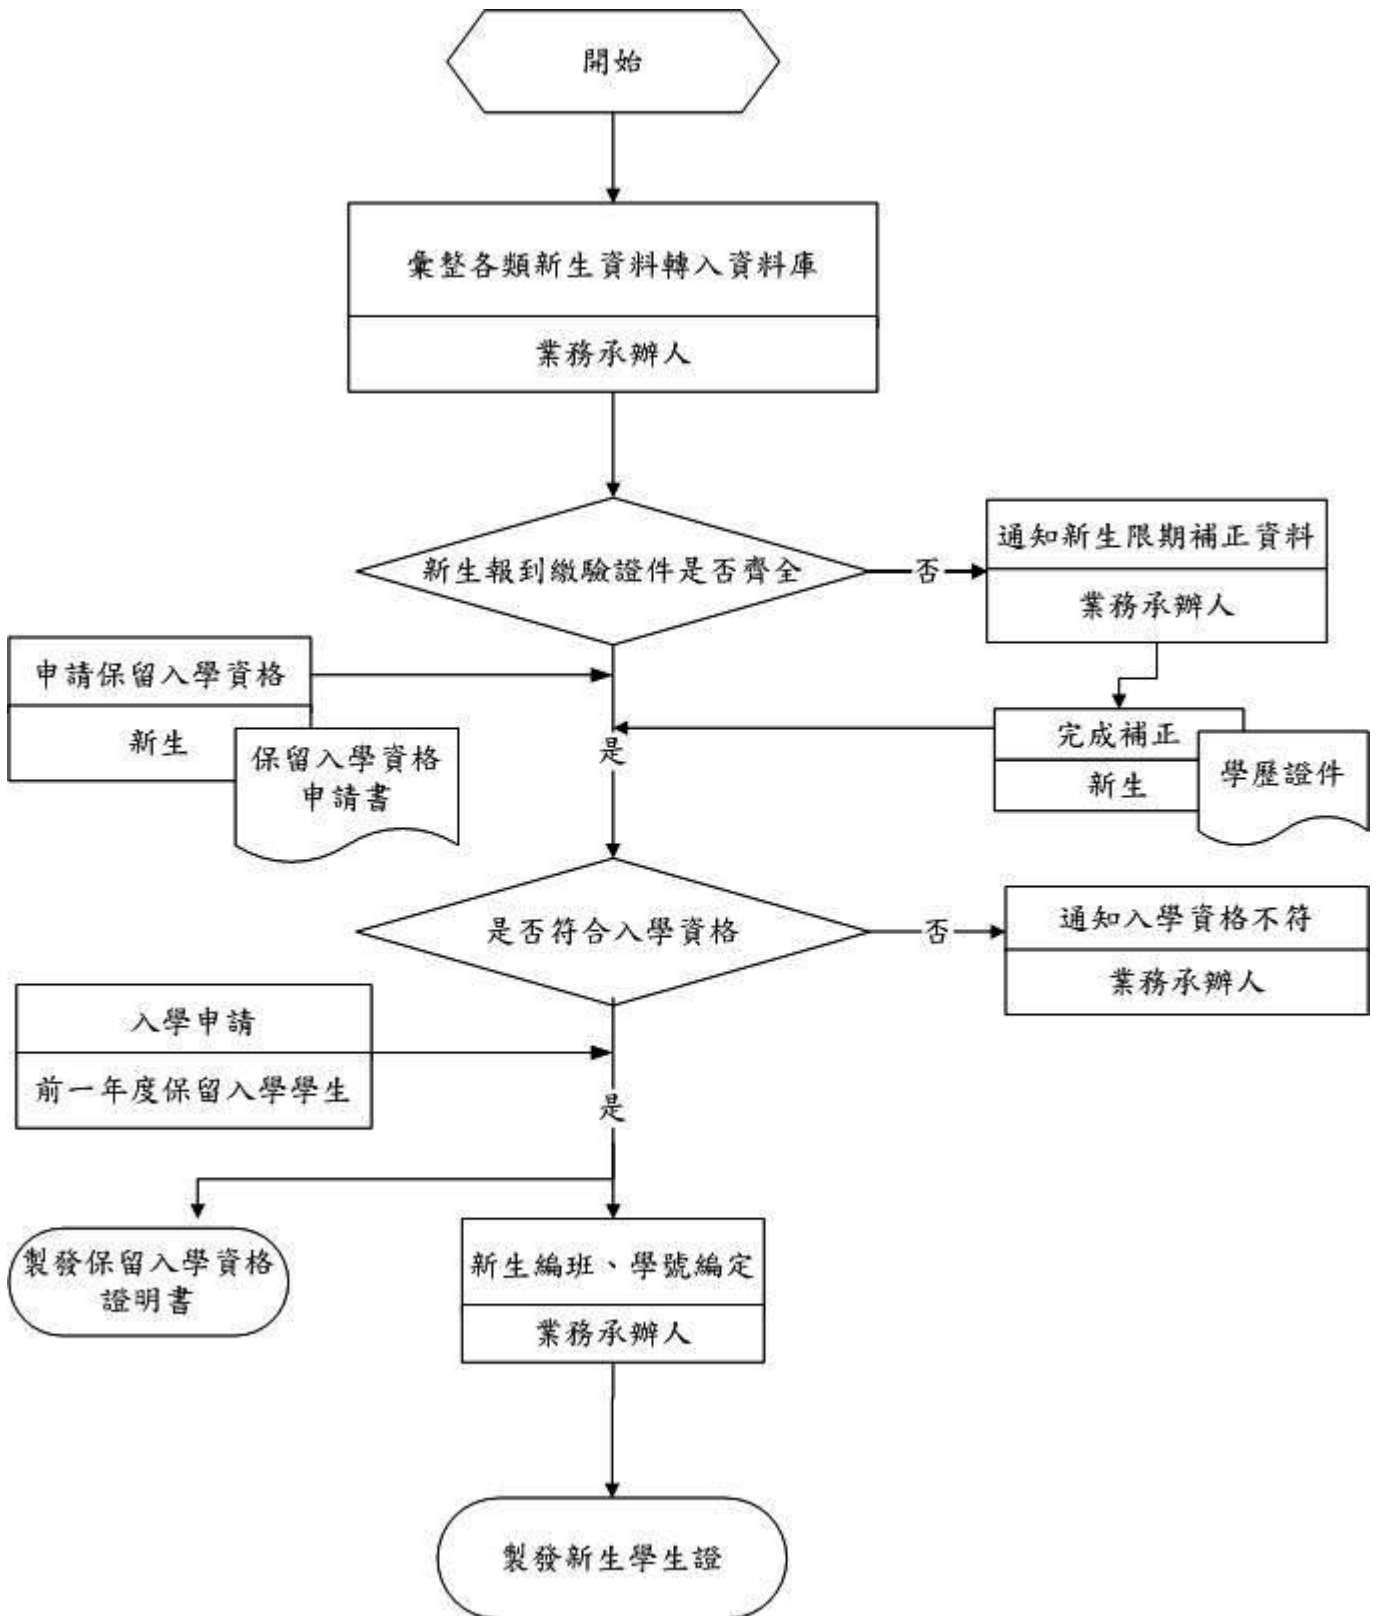 開始
彙整各類新生資料轉入資料庫
業務承辦人
新生報到繳驗證件是否齊全
否
通知新生限期補正資料
業務承辦人
申請保留入學資格
新生
保留入學資格
申請書
是
完成補正
新生
學歷證件
是否符合入學資格
否
通知入學資格不符
業務承辦人
入學申請
前一年度保留入學學生
是
製發保留入學資格
證明書
新生編班、學號編定
業務承辦人
製發新生學生證